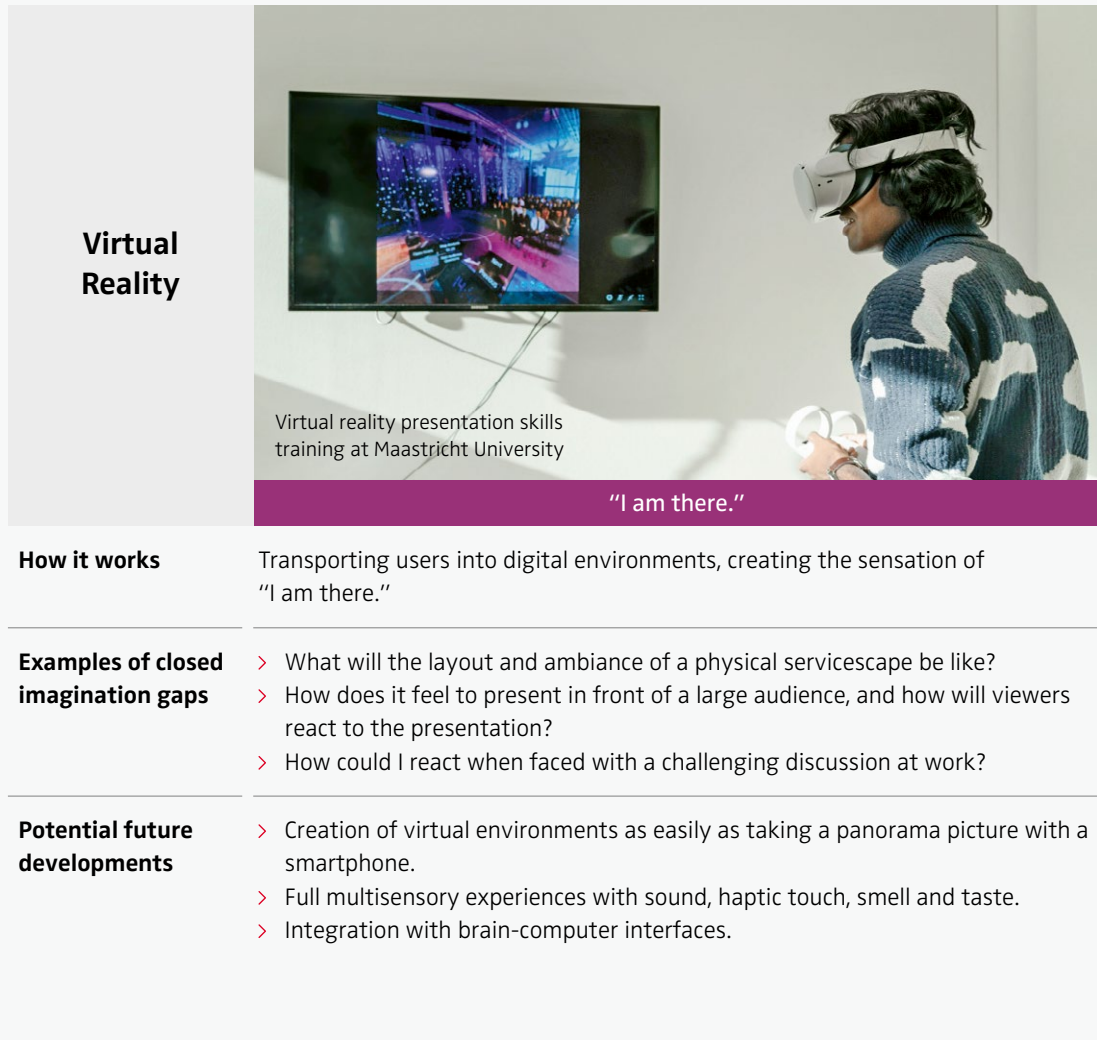 Virtual
Reality
Virtual reality presentation skills
training at Maastricht University
“I am there.”
How it works
Transporting users into digital environments, creating the sensation of
“I am there.”
Examples of closed
imagination gaps
> What will the layout and ambiance of a physical servicescape be like?
> How does it feel to present in front of a large audience, and how will viewers
react to the presentation?
> How could I react when faced with a challenging discussion at work?
Potential future
developments
> Creation of virtual environments as easily as taking a panorama picture with a
smartphone.
> Full multisensory experiences with sound, haptic touch, smell and taste.
> Integration with brain-computer interfaces.